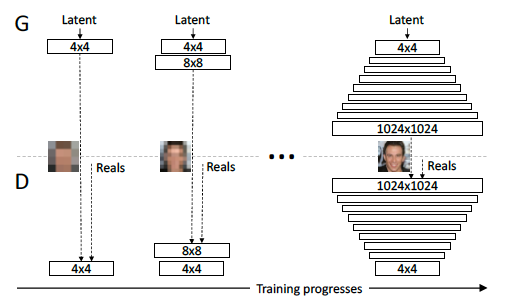 G
Latent
Latent
Latent
4x4
4x4
4x4
8x8
1024x1024
Reals
Reals
Reals
D
1024x1024
8x8
4x4
4x4
4x4
Training progresses